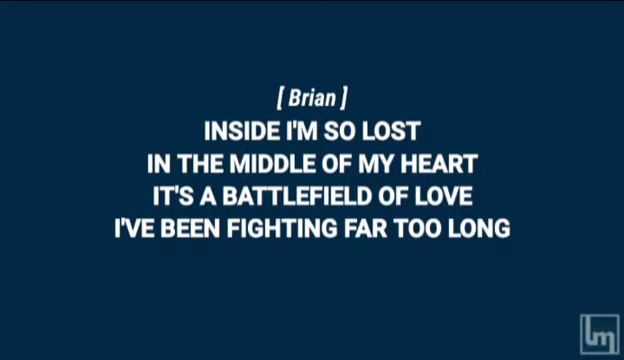 [ Brian ]
INSIDE I'M SO LOST
IN THE MIDDLE OF MY HEART
IT'S A BATTLEFIELD OF LOVE
I'VE BEEN FIGHTING FAR TOO LONG
lm